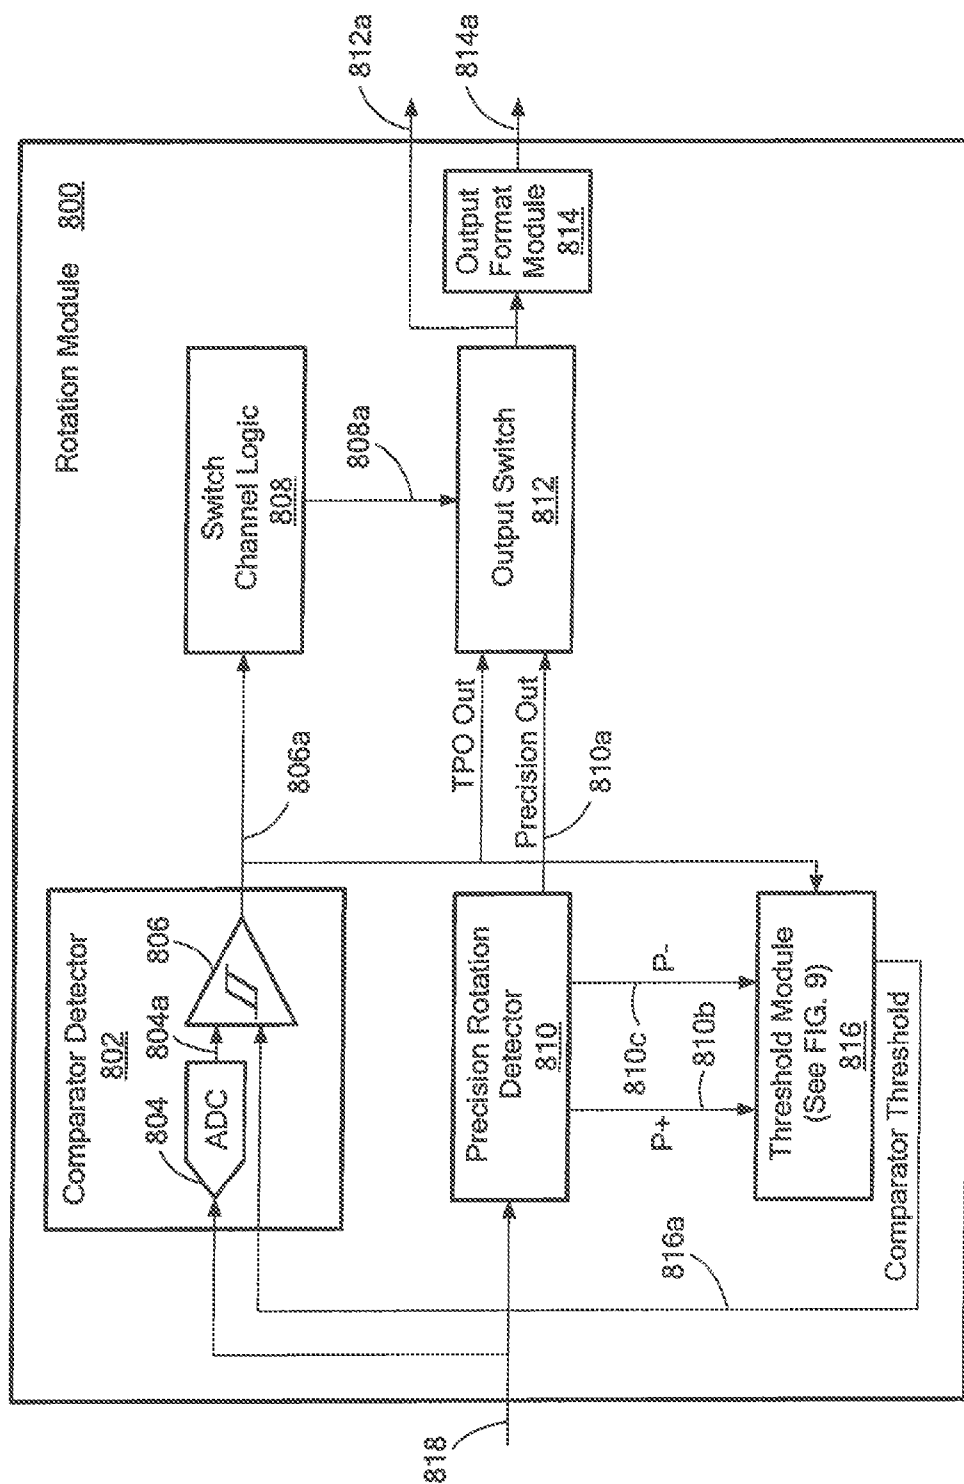 Rotation Module 800
Comparator Detector
802
804
ADC
804a
806
806a
Switch
Channel Logic
808
808a
812a
814a
Output
Format
Module
814
Output Switch
812
TPO Out
Precision Out
810a
818
Precision Rotation
Detector
810
P+
810b
810c
P-
Threshold Module
(See FIG. 9)
816
816a
Comparator Threshold